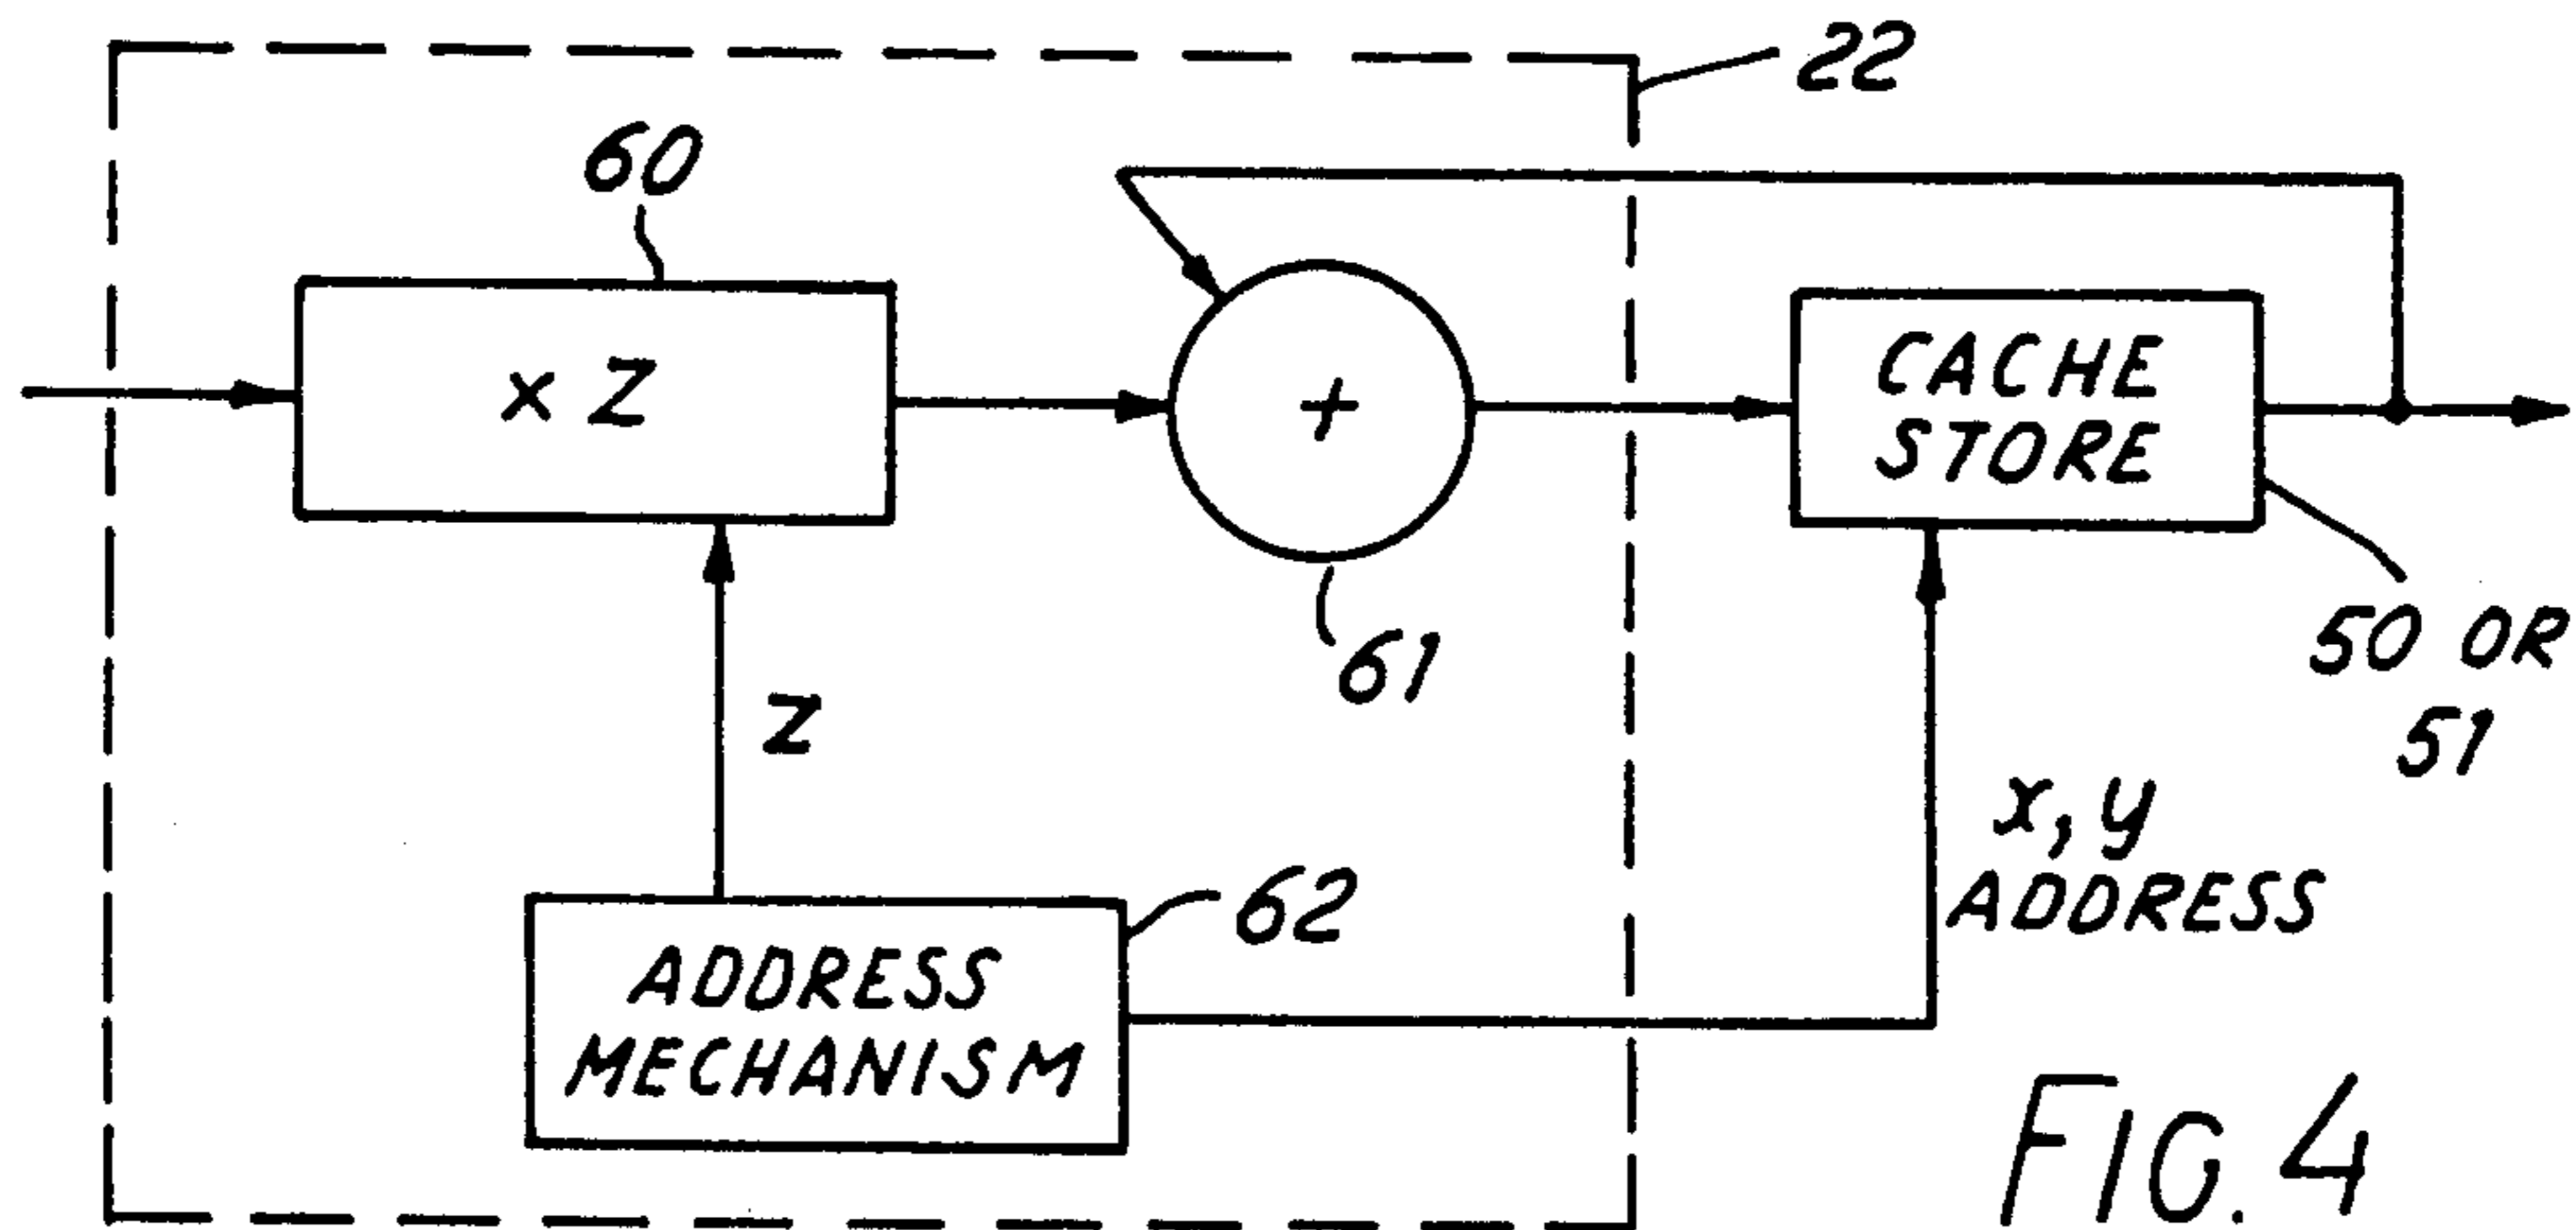 22
60
x Z
+
CACHE
STORE
61
50 OR
51
Z
x, y
ADDRESS
62
ADDRESS
MECHANISM
FIG. 4